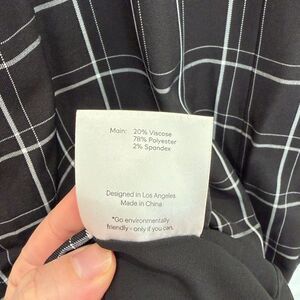 Main: 20% Viscose
78% Polyester
2% Spandex
Designed in Los Angeles
Made in China
*Go environmentally
friendly - only if you can.